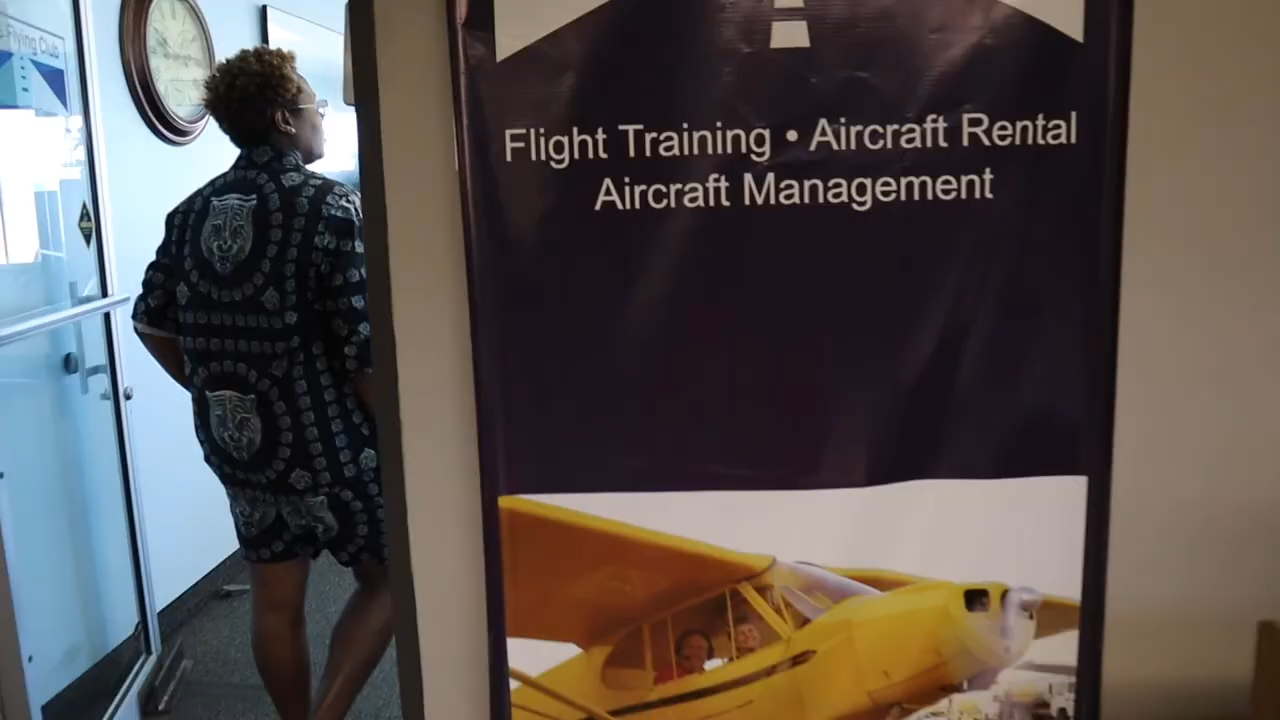 Flying Club
Flight Training • Aircraft Rental
Aircraft Management